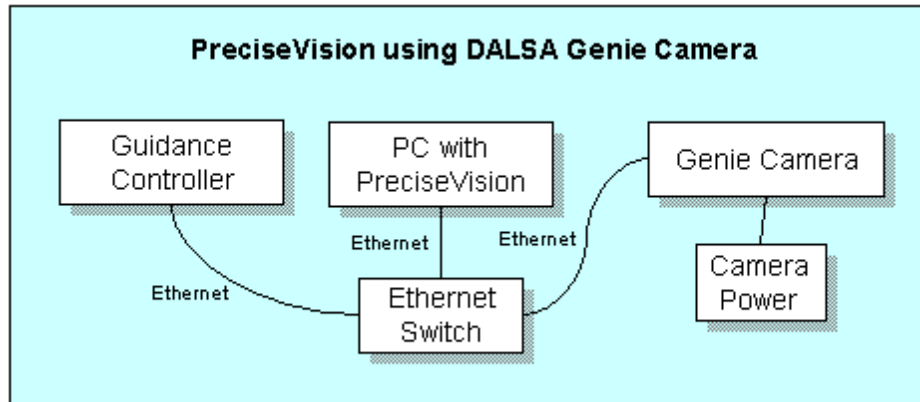 PreciseVision using DALSA Genie Camera
Guidance
Controller
PC with
PreciseVision
Genie Camera
Ethernet
Ethernet
Ethernet
Camera
Power
Ethernet
Switch